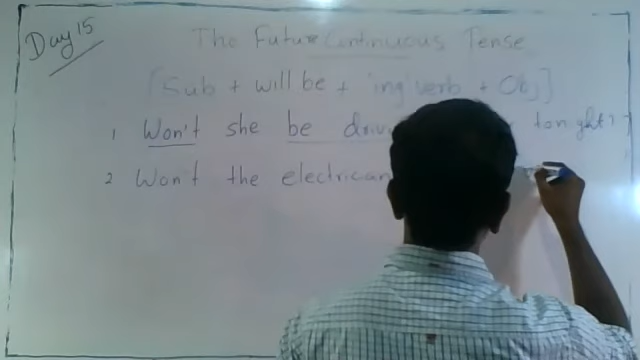 Day 15
The Future Continuous Tense
[Sub + will be + 'ing' verb + Obj]
1 Won't she be tonight?
2 Won't the electrican